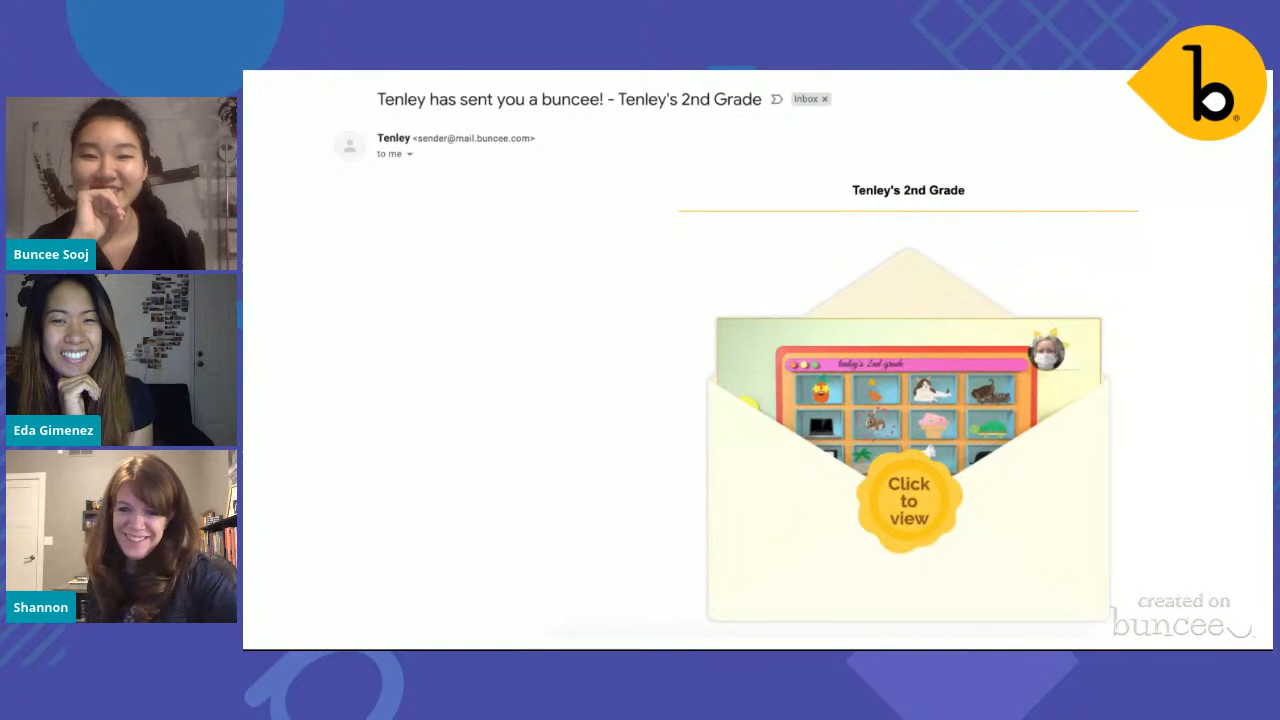 Tenley has sent you a buncee! - Tenley's 2nd Grade
Inbox x
b®
Tenley <sender@mail.buncee.com>
to me
Tenley's 2nd Grade
Buncee Sooj
tenley's 2nd grade
Eda Gimenez
Click
to
view
Shannon
created on
buncee